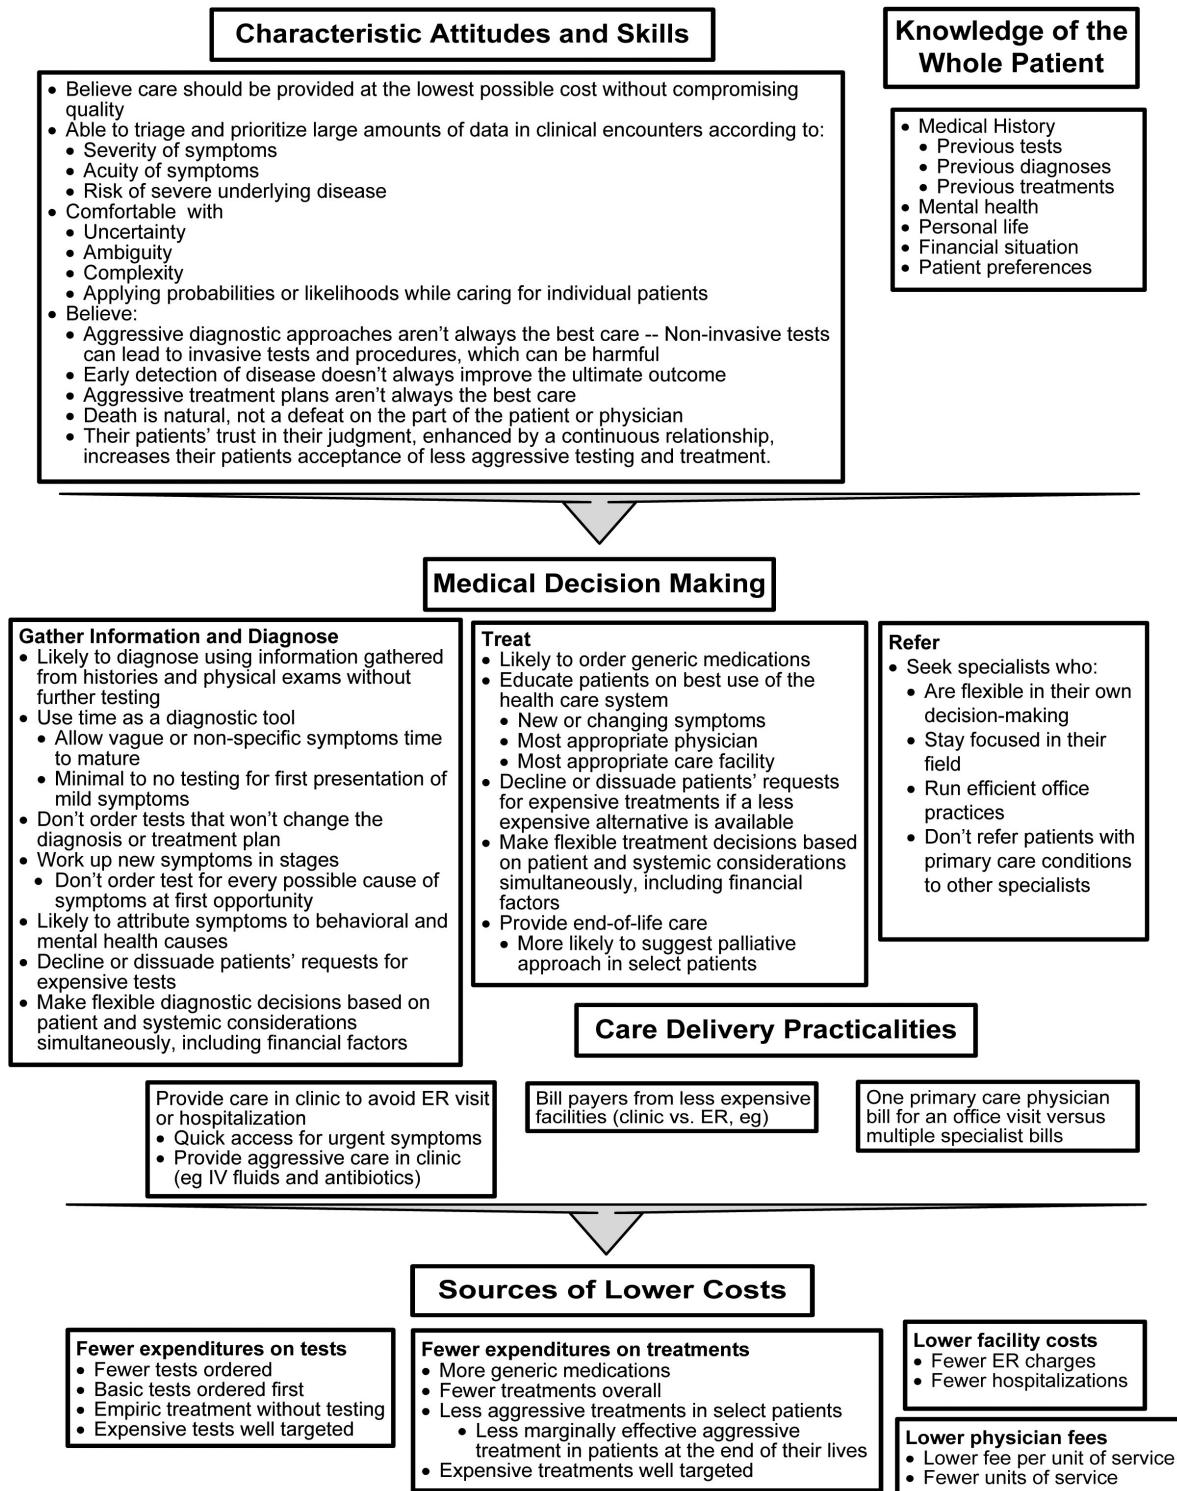 Characteristic Attitudes and Skills
Knowledge of the
Whole Patient
• Believe care should be provided at the lowest possible cost without compromising
quality
• Able to triage and prioritize large amounts of data in clinical encounters according to:
• Severity of symptoms
• Acuity of symptoms
• Risk of severe underlying disease
• Comfortable with
• Uncertainty
• Ambiguity
• Complexity
• Applying probabilities or likelihoods while caring for individual patients
• Believe:
• Aggressive diagnostic approaches aren’t always the best care -- Non-invasive tests
can lead to invasive tests and procedures, which can be harmful
• Early detection of disease doesn’t always improve the ultimate outcome
• Aggressive treatment plans aren’t always the best care
• Death is natural, not a defeat on the part of the patient or physician
• Their patients’ trust in their judgment, enhanced by a continuous relationship,
increases their patients acceptance of less aggressive testing and treatment.
• Medical History
• Previous tests
• Previous diagnoses
• Previous treatments
• Mental health
• Personal life
• Financial situation
• Patient preferences
Medical Decision Making
Gather Information and Diagnose
• Likely to diagnose using information gathered
from histories and physical exams without
further testing
• Use time as a diagnostic tool
• Allow vague or non-specific symptoms time
to mature
• Minimal to no testing for first presentation of
mild symptoms
• Don’t order tests that won’t change the
diagnosis or treatment plan
• Work up new symptoms in stages
• Don’t order test for every possible cause of
symptoms at first opportunity
• Likely to attribute symptoms to behavioral and
mental health causes
• Decline or dissuade patients’ requests for
expensive tests
• Make flexible diagnostic decisions based on
patient and systemic considerations
simultaneously, including financial factors
Treat
• Likely to order generic medications
• Educate patients on best use of the
health care system
• New or changing symptoms
• Most appropriate physician
• Most appropriate care facility
• Decline or dissuade patients’ requests
for expensive treatments if a less
expensive alternative is available
• Make flexible treatment decisions based
on patient and systemic considerations
simultaneously, including financial
factors
• Provide end-of-life care
• More likely to suggest palliative
approach in select patients
Refer
• Seek specialists who:
• Are flexible in their own
decision-making
• Stay focused in their
field
• Run efficient office
practices
• Don’t refer patients with
primary care conditions
to other specialists
Care Delivery Practicalities
Provide care in clinic to avoid ER visit
or hospitalization
• Quick access for urgent symptoms
• Provide aggressive care in clinic
(eg IV fluids and antibiotics)
Bill payers from less expensive
facilities (clinic vs. ER, eg)
One primary care physician
bill for an office visit versus
multiple specialist bills
Sources of Lower Costs
Fewer expenditures on tests
• Fewer tests ordered
• Basic tests ordered first
• Empiric treatment without testing
• Expensive tests well targeted
Fewer expenditures on treatments
• More generic medications
• Fewer treatments overall
• Less aggressive treatments in select patients
• Less marginally effective aggressive
treatment in patients at the end of their lives
• Expensive treatments well targeted
Lower facility costs
• Fewer ER charges
• Fewer hospitalizations
Lower physician fees
• Lower fee per unit of service
• Fewer units of service